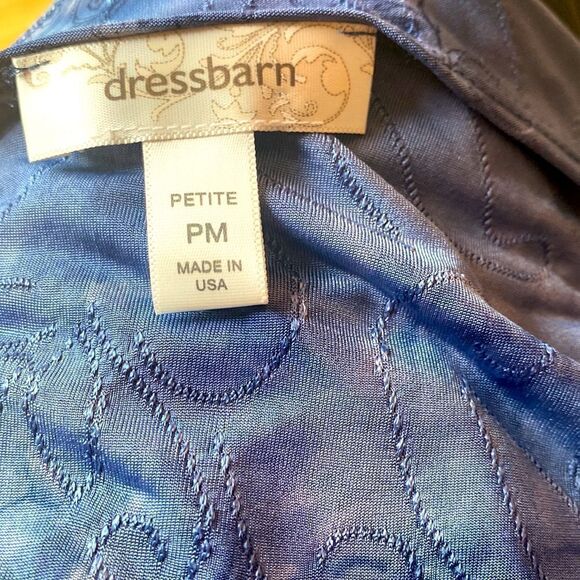 dressbarn
PETITE
PM
MADE IN
USA